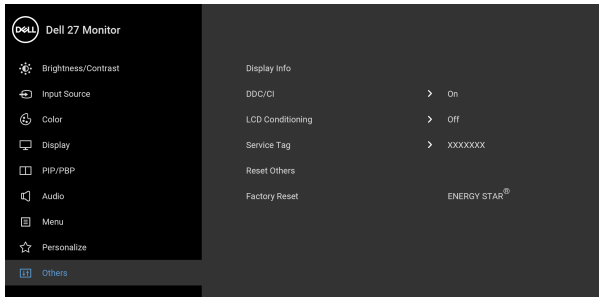 DELL Dell 27 Monitor
Brightness/Contrast
Display Info
Input Source
DDC/CI > On
Color
LCD Conditioning > Off
Display
Service Tag > XXXXXXX
PIP/PBP
Reset Others
Audio
Factory Reset ENERGY STAR®
Menu
Personalize
Others